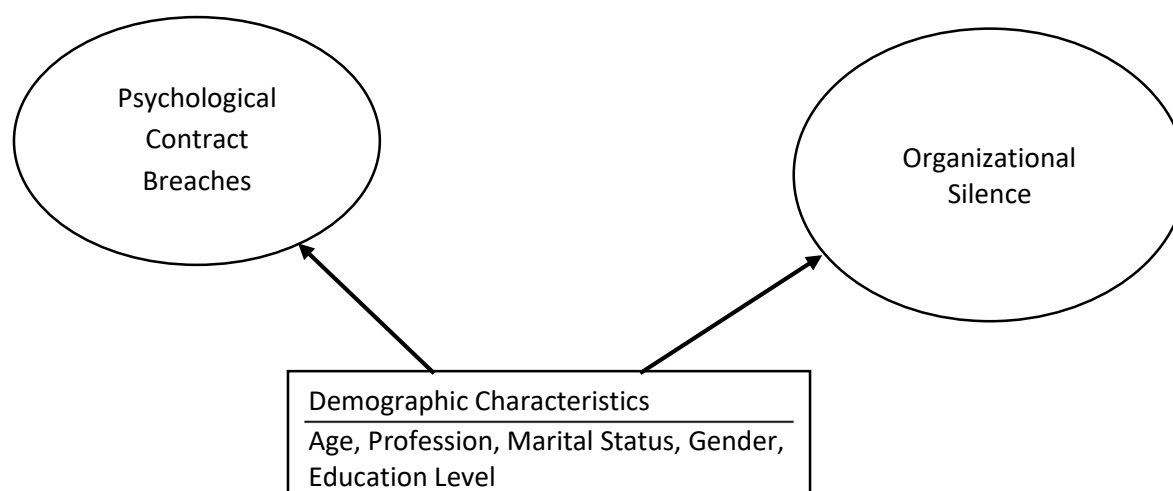 Psychological
Contract
Breaches
Organizational
Silence
Demographic Characteristics
Age, Profession, Marital Status, Gender,
Education Level